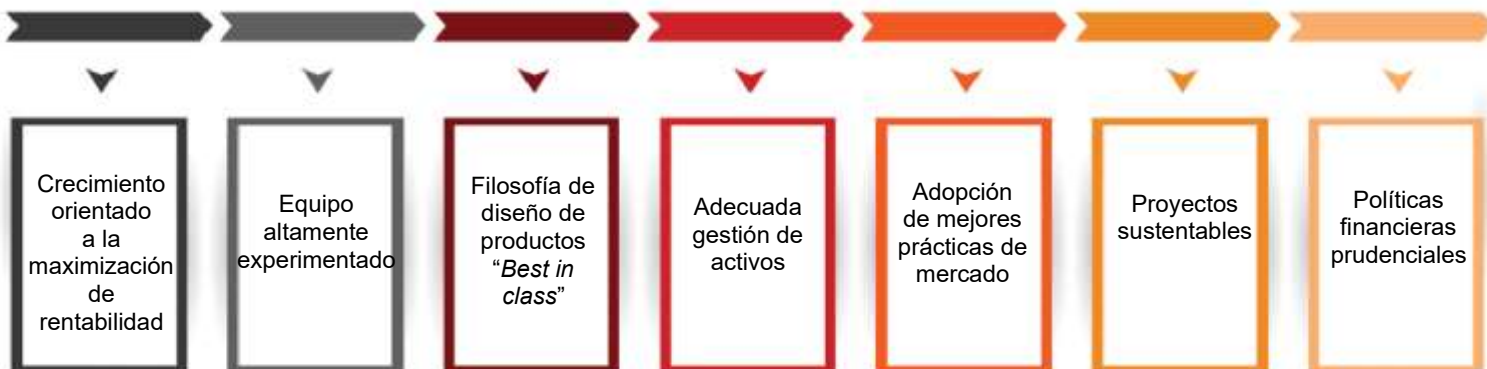 Crecimiento
orientado
a la
maximización
de
rentabilidad
Equipo
altamente
experimentado
Filosofía de
diseño de
productos
“Best in
class”
Adecuada
gestión de
activos
Adopción
de mejores
prácticas de
mercado
Proyectos
sustentables
Políticas
financieras
prudenciales